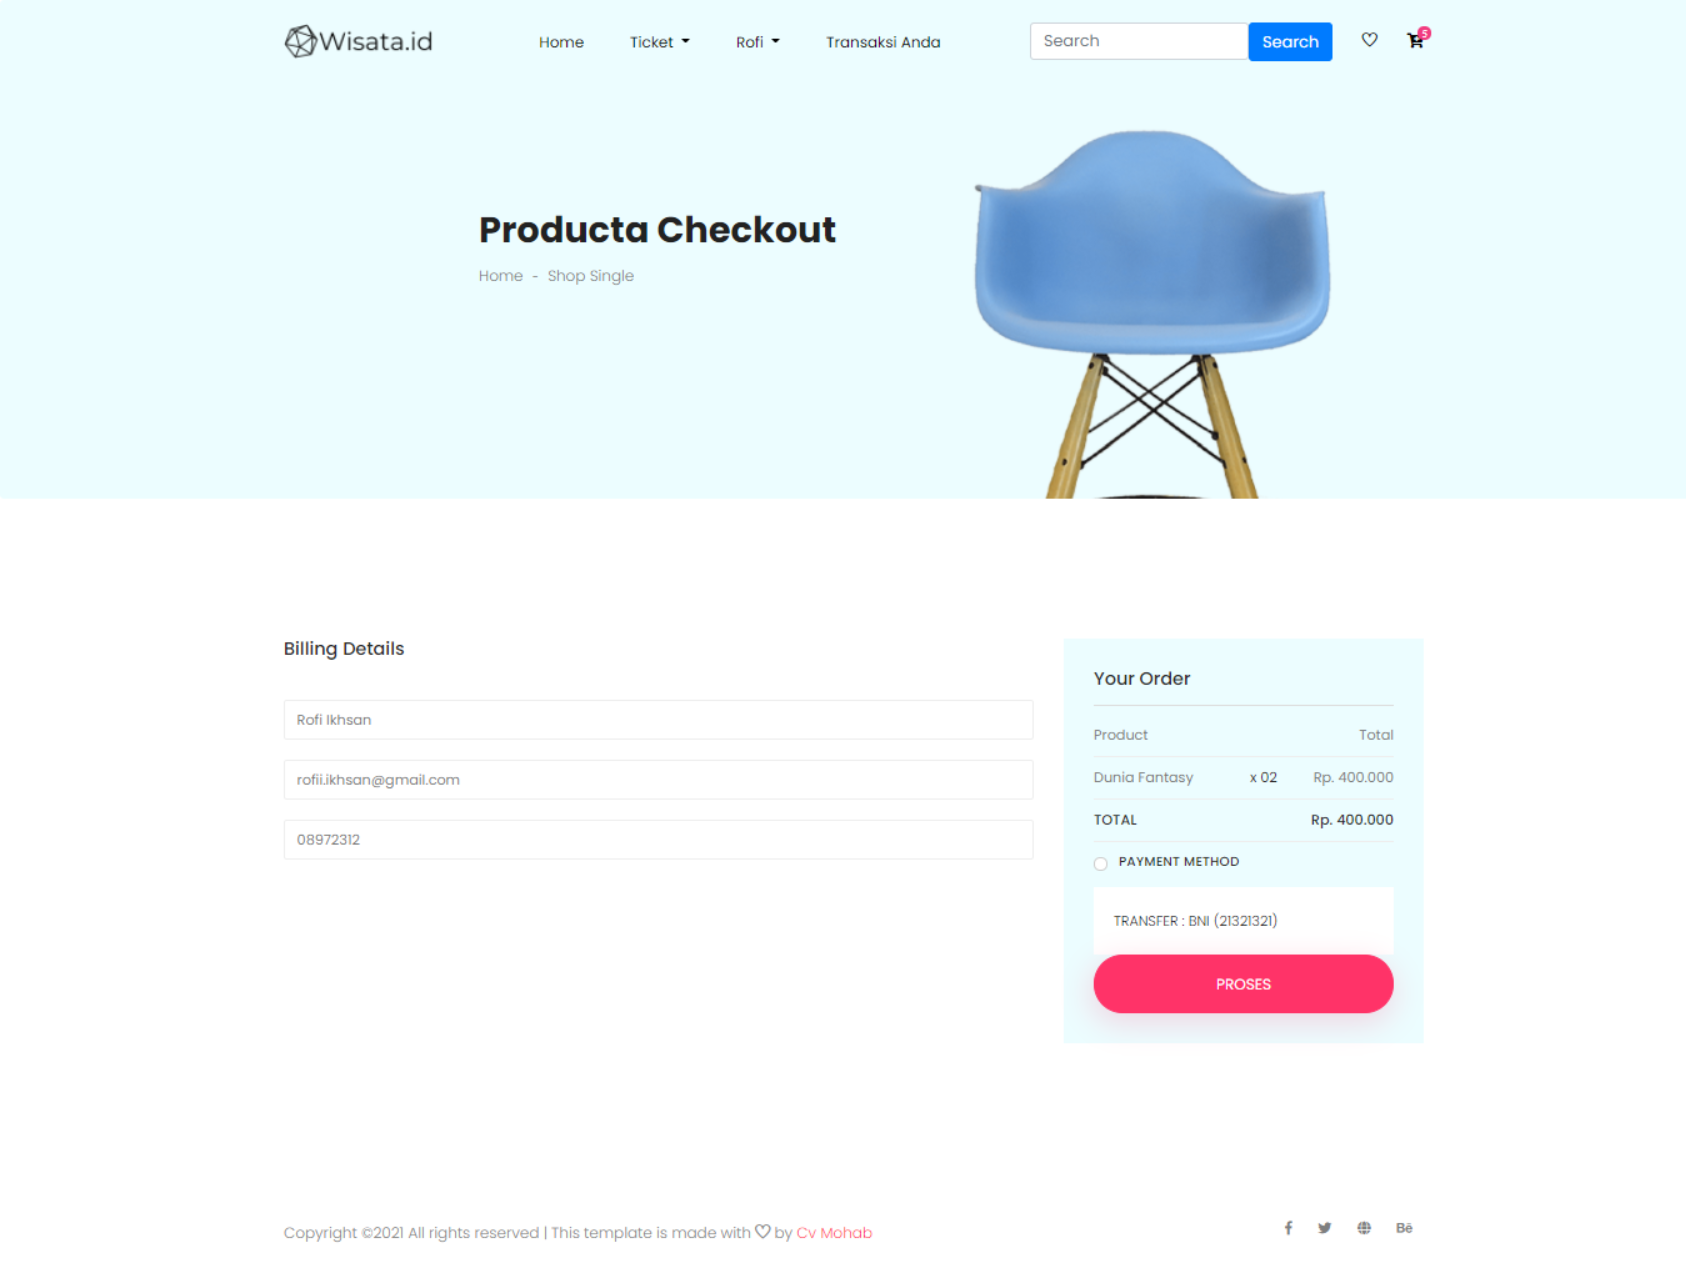 Wisata.id
Home Ticket Rofi Transaksi Anda Search Search 5
Producta Checkout
Home - Shop Single
Billing Details
Rofi Ikhsan
rofii.ikhsan@gmail.com
08972312
Your Order
Product Total
Dunia Fantasy x 02 Rp. 400.000
TOTAL Rp. 400.000
PAYMENT METHOD
TRANSFER : BNI (21321321)
PROSES
Copyright ©2021 All rights reserved | This template is made with ♡ by Cv Mohab
Bē